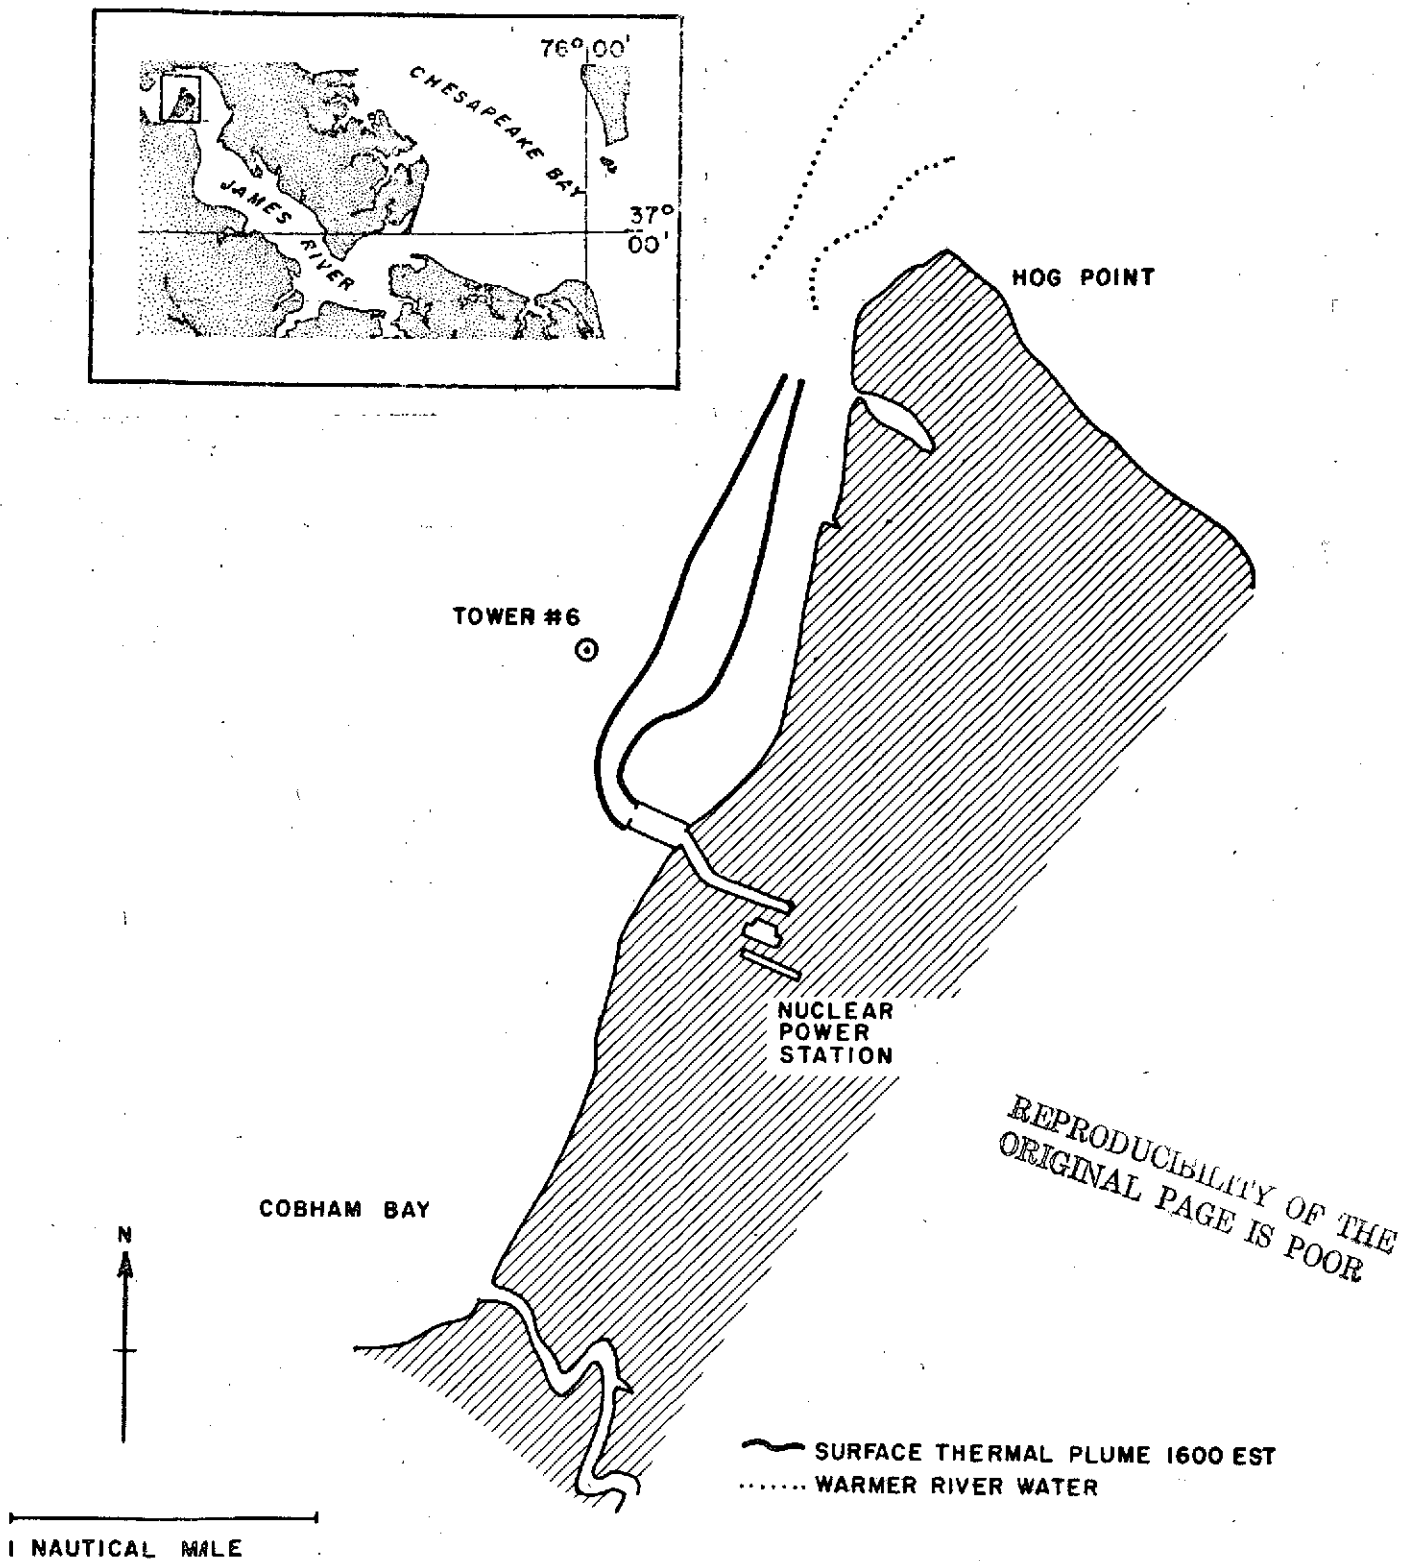 76° 00'
CHESAPEAKE BAY
JAMES RIVER
37°
00'
HOG POINT
TOWER #6
NUCLEAR
POWER
STATION
REPRODUCIBILITY OF THE
ORIGINAL PAGE IS POOR
COBHAM BAY
N
SURFACE THERMAL PLUME 1600 EST
WARMER RIVER WATER
1 NAUTICAL MILE